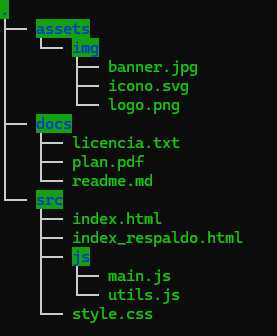 .
assets
img
banner.jpg
icono.svg
logo.png
docs
licencia.txt
plan.pdf
readme.md
src
index.html
index_respaldo.html
js
main.js
utils.js
style.css